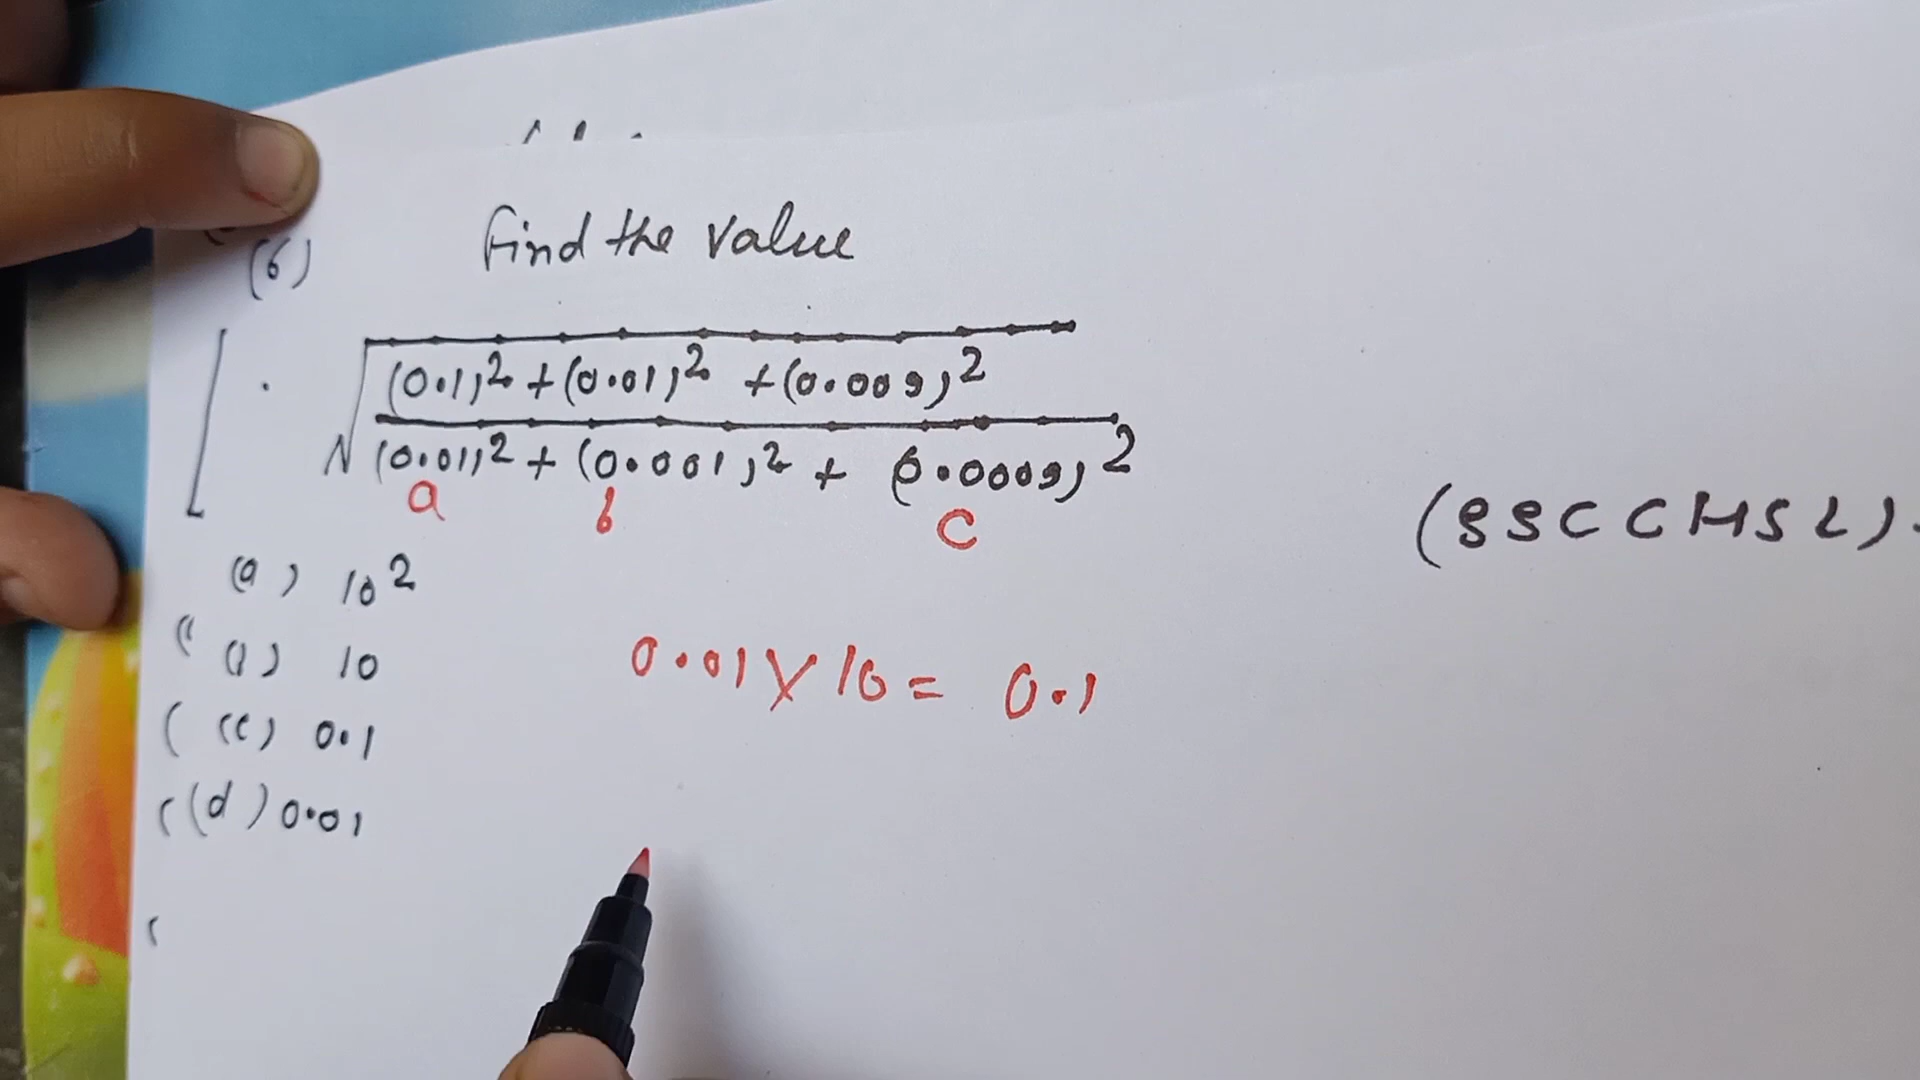 (6) Find the value
√(0.1)2 + (0.01)2 + (0.009)2
(0.01)2 + (0.001)2 + (0.0009)2
a b c
(SSC CHSL).
(a) 102
10
0.01 X 10 = 0.1
(c) 0.1
(d) 0.01